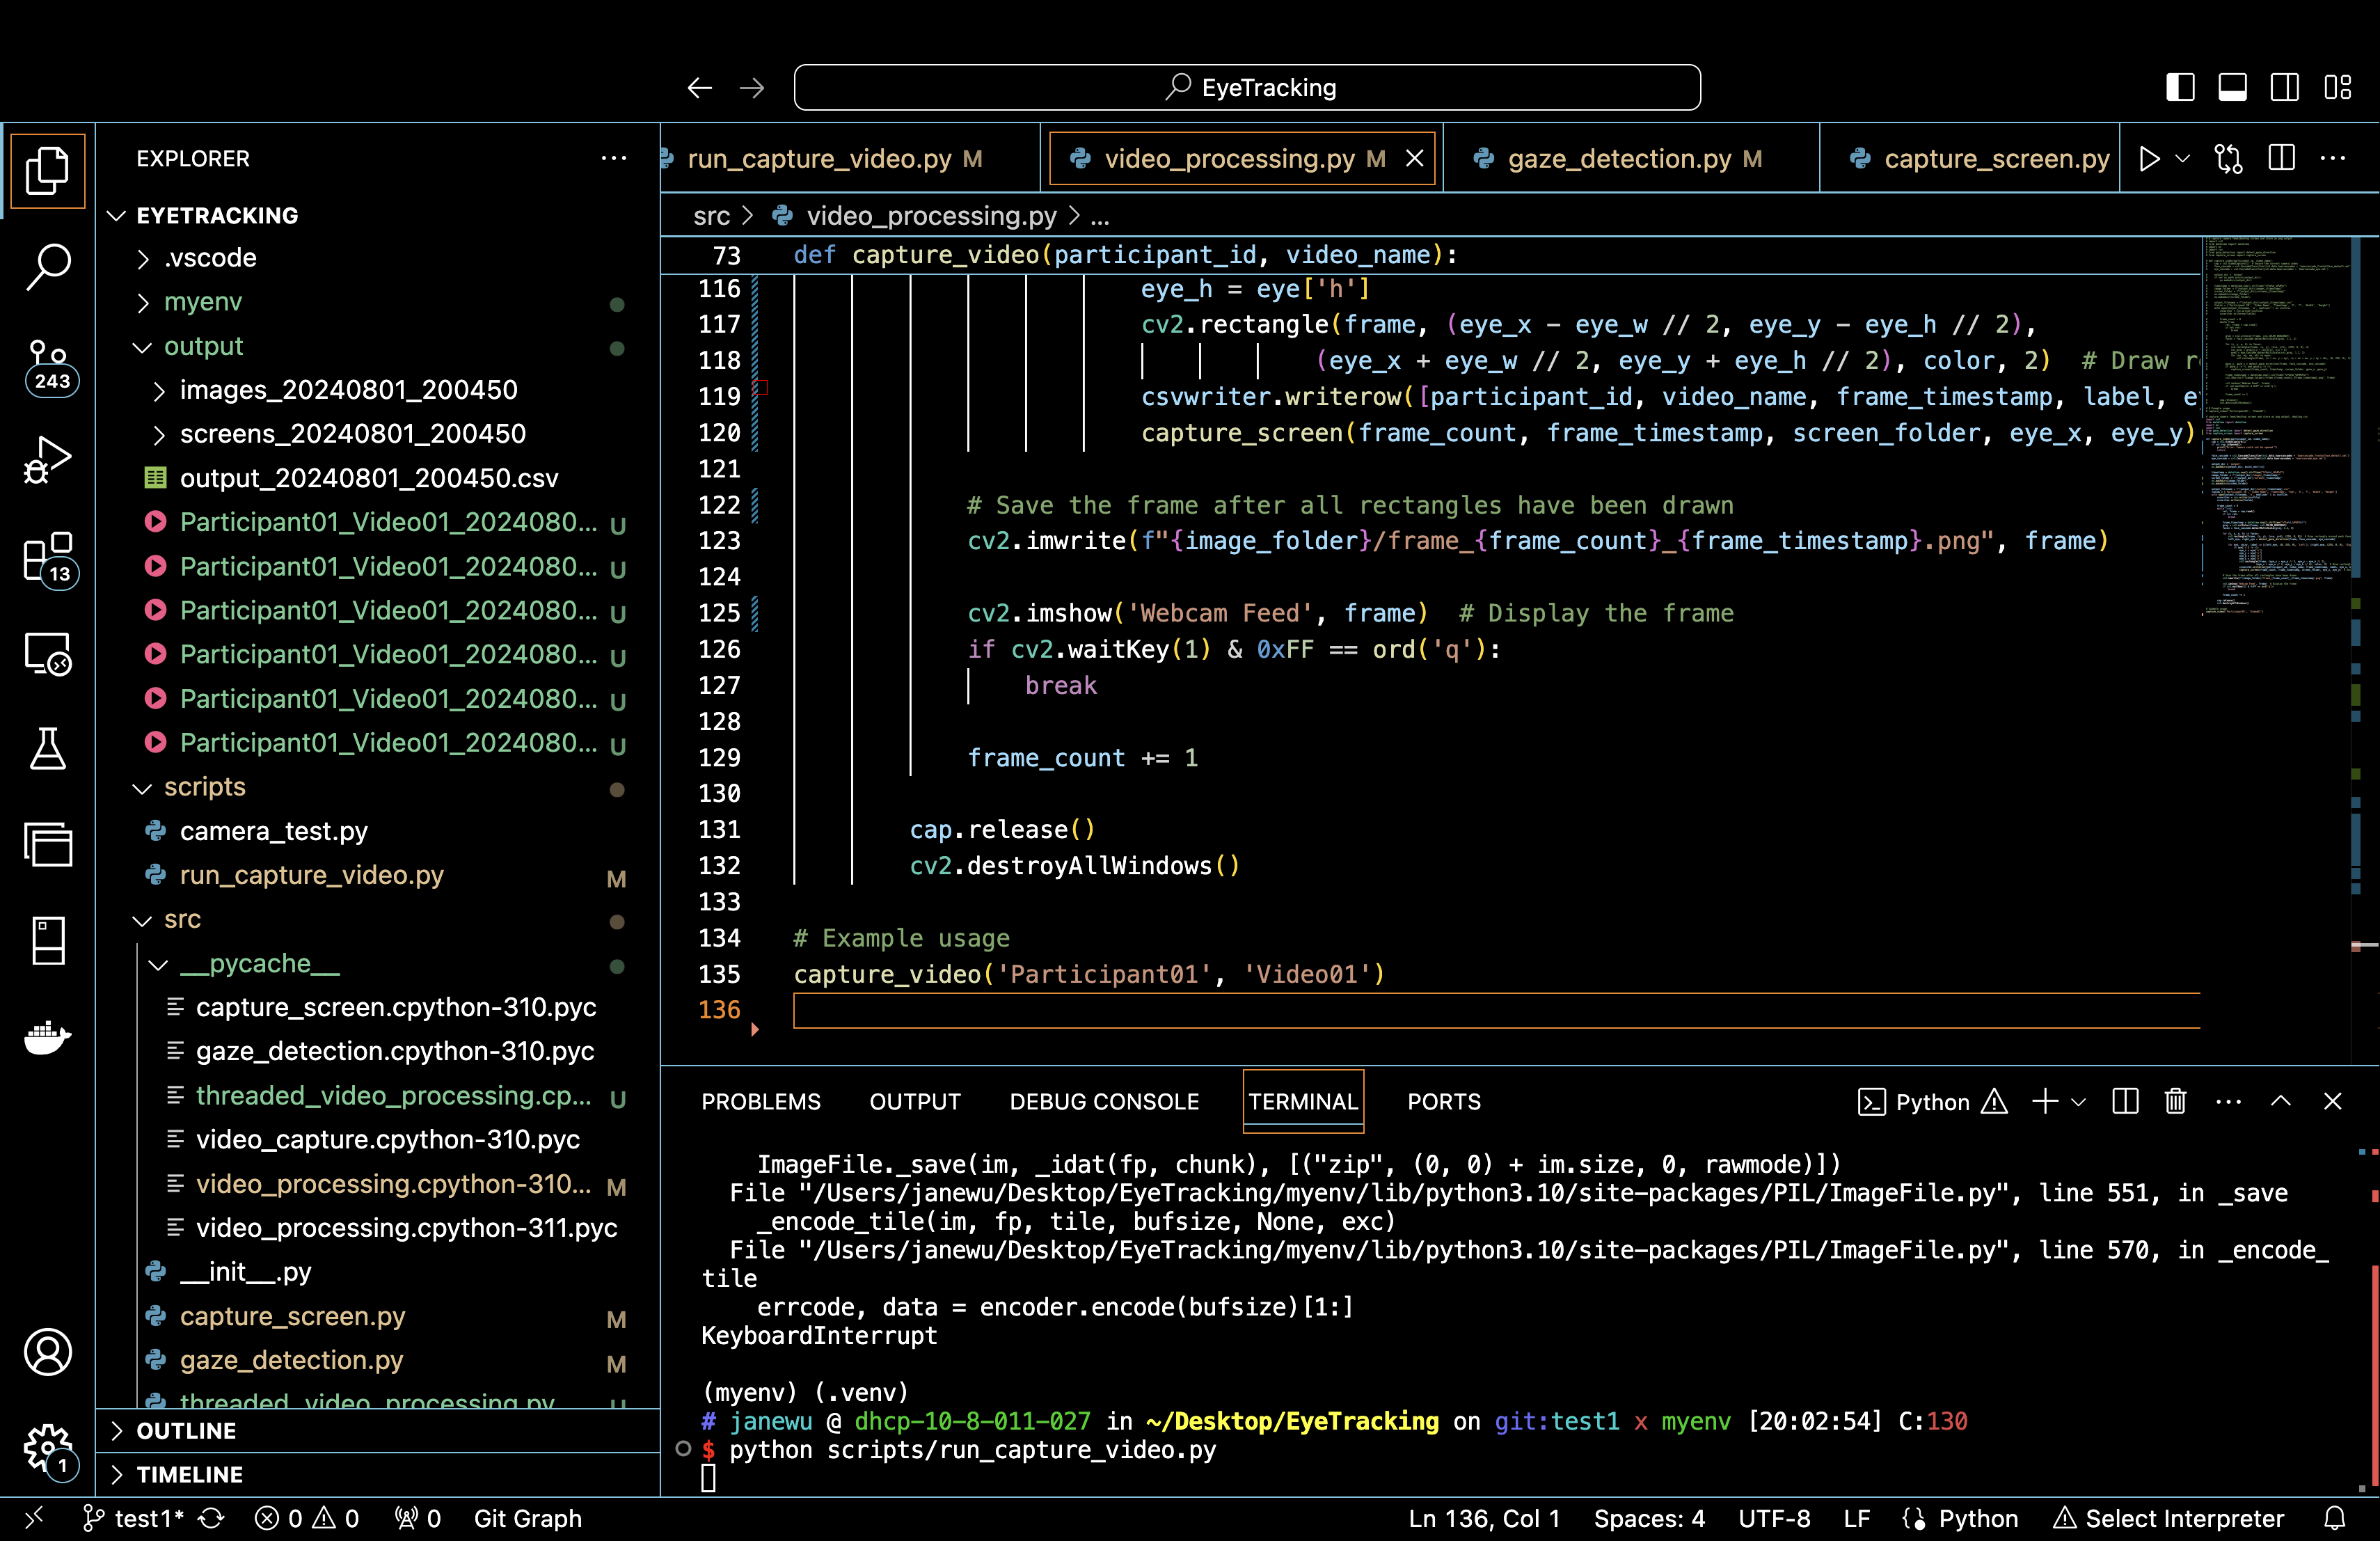 EyeTracking
EXPLORER
EYETRACKING
.vscode
myenv
output
images_20240801_200450
screens_20240801_200450
output_20240801_200450.csv
Participant01_Video01_2024080... U
Participant01_Video01_2024080... U
Participant01_Video01_2024080... U
Participant01_Video01_2024080... U
Participant01_Video01_2024080... U
Participant01_Video01_2024080... U
scripts
camera_test.py
run_capture_video.py M
src
__pycache__
capture_screen.cpython-310.pyc
gaze_detection.cpython-310.pyc
threaded_video_processing.cp... U
video_capture.cpython-310.pyc
video_processing.cpython-310... M
video_processing.cpython-311.pyc
__init__.py
capture_screen.py M
gaze_detection.py M
threaded_video_processing.py U
OUTLINE
TIMELINE
243
13
1
run_capture_video.py M
video_processing.py M
gaze_detection.py M
capture_screen.py
src > video_processing.py > ...
73 def capture_video(participant_id, video_name):
116 eye_h = eye['h']
117 cv2.rectangle(frame, (eye_x - eye_w // 2, eye_y - eye_h // 2),
118 (eye_x + eye_w // 2, eye_y + eye_h // 2), color, 2)  # Draw r
119 csvwriter.writerow([participant_id, video_name, frame_timestamp, label, e
120 capture_screen(frame_count, frame_timestamp, screen_folder, eye_x, eye_y)
121
122 # Save the frame after all rectangles have been drawn
123 cv2.imwrite(f"{image_folder}/frame_{frame_count}_{frame_timestamp}.png", frame)
124
125 cv2.imshow('Webcam Feed', frame)  # Display the frame
126 if cv2.waitKey(1) & 0xFF == ord('q'):
127 break
128
129 frame_count += 1
130
131 cap.release()
132 cv2.destroyAllWindows()
133
134 # Example usage
135 capture_video('Participant01', 'Video01')
136
PROBLEMS OUTPUT DEBUG CONSOLE TERMINAL PORTS
Python
ImageFile._save(im, _idat(fp, chunk), [("zip", (0, 0) + im.size, 0, rawmode)])
File "/Users/janewu/Desktop/EyeTracking/myenv/lib/python3.10/site-packages/PIL/ImageFile.py", line 551, in _save
_encode_tile(im, fp, tile, bufsize, None, exc)
File "/Users/janewu/Desktop/EyeTracking/myenv/lib/python3.10/site-packages/PIL/ImageFile.py", line 570, in _encode_
tile
errcode, data = encoder.encode(bufsize)[1:]
KeyboardInterrupt
(myenv) (.venv)
# janewu @ dhcp-10-8-011-027 in ~/Desktop/EyeTracking on git:test1 x myenv [20:02:54] C:130
$ python scripts/run_capture_video.py
test1* 0 0 0 Git Graph
Ln 136, Col 1 Spaces: 4 UTF-8 LF Python Select Interpreter